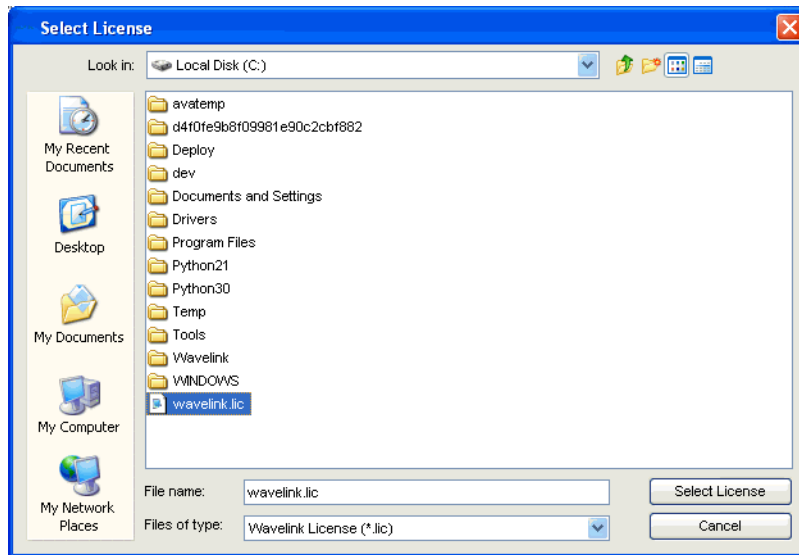 Select License
Look in:
Local Disk (C:)
My Recent
Documents
Desktop
My Documents
My Computer
My Network
Places
avatemp
d4f0fe9b8f09981e90c2cbf882
Deploy
dev
Documents and Settings
Drivers
Program Files
Python21
Python30
Temp
Tools
Wavelink
WINDOWS
wavelink.lic
File name:
wavelink.lic
Select License
Files of type:
Wavelink License (*.lic)
Cancel